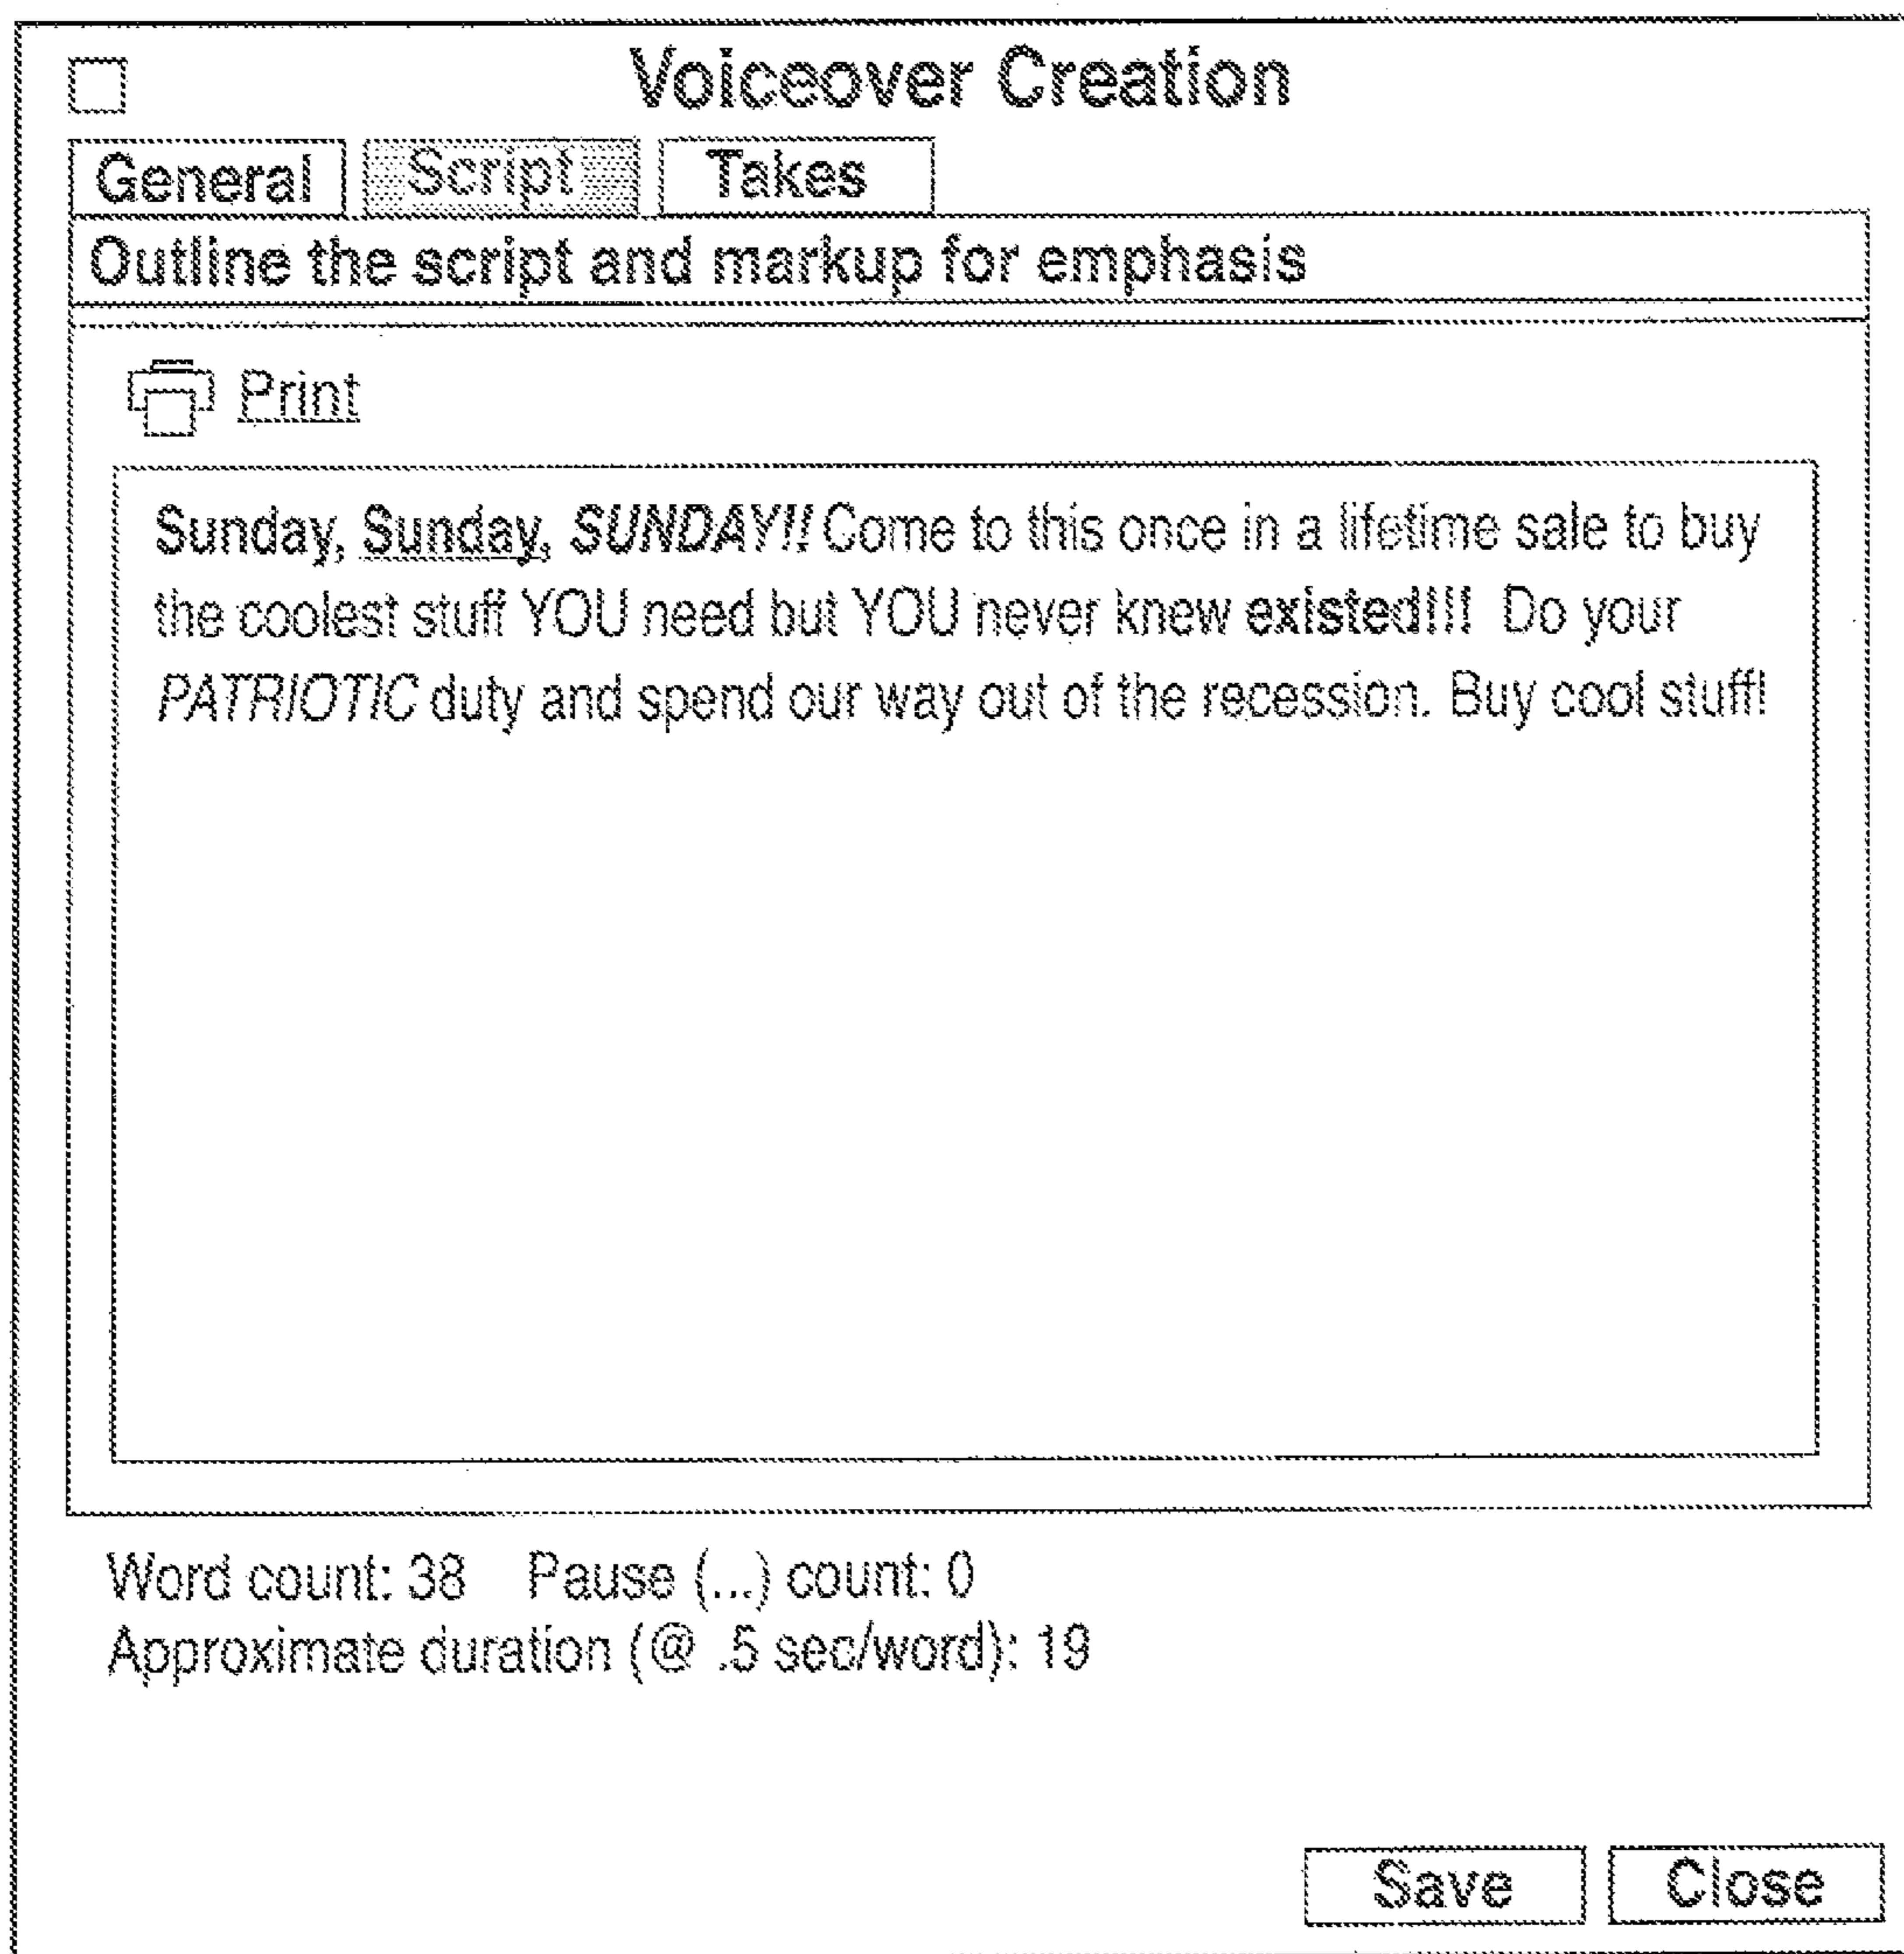 Voiceover Creation
General Script Takes
Outline the script and markup for emphasis
Print
Sunday, Sunday, SUNDAY!! Come to this once in a lifetime sale to buy
the coolest stuff YOU need but YOU never knew existed!!! Do your
PATRIOTIC duty and spend our way out of the recession. Buy cool stuff!
Word count: 38 Pause (...) count: 0
Approximate duration (@ .5 sec/word): 19
Save Close